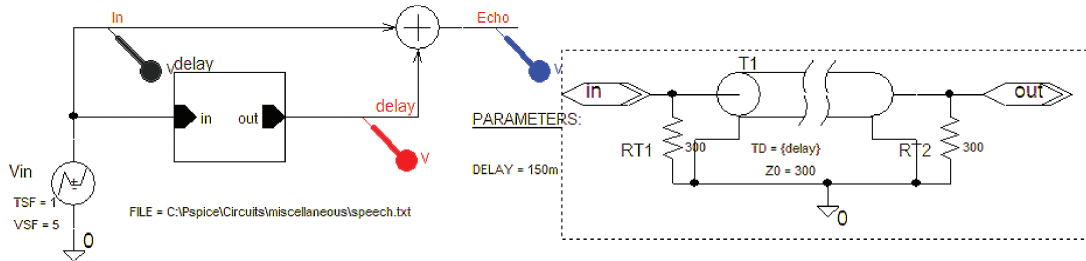 In
V
delay
in
out
Vin
TSF = 1
VSF = 5
0
FILE = C:\Pspice\Circuits\miscellaneous\speech.txt
delay
V
Echo
V
PARAMETERS:
DELAY = 150m
in
T1
out
RT1
300
TD = {delay}
Z0 = 300
RT2
300
0